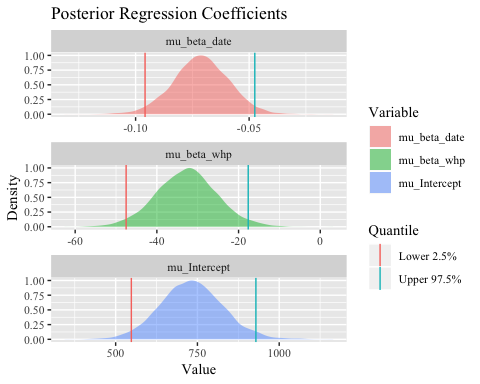 Posterior Regression Coefficients
mu_beta_date
1.00
0.75
0.50
0.25
0.00
-0.10 -0.05
mu_beta_whp
1.00
0.75
0.50
0.25
0.00
-60 -40 -20 0
mu_Intercept
1.00
0.75
0.50
0.25
0.00
500 750 1000
Value
Density
Variable
mu_beta_date
mu_beta_whp
mu_Intercept
Quantile
Lower 2.5%
Upper 97.5%